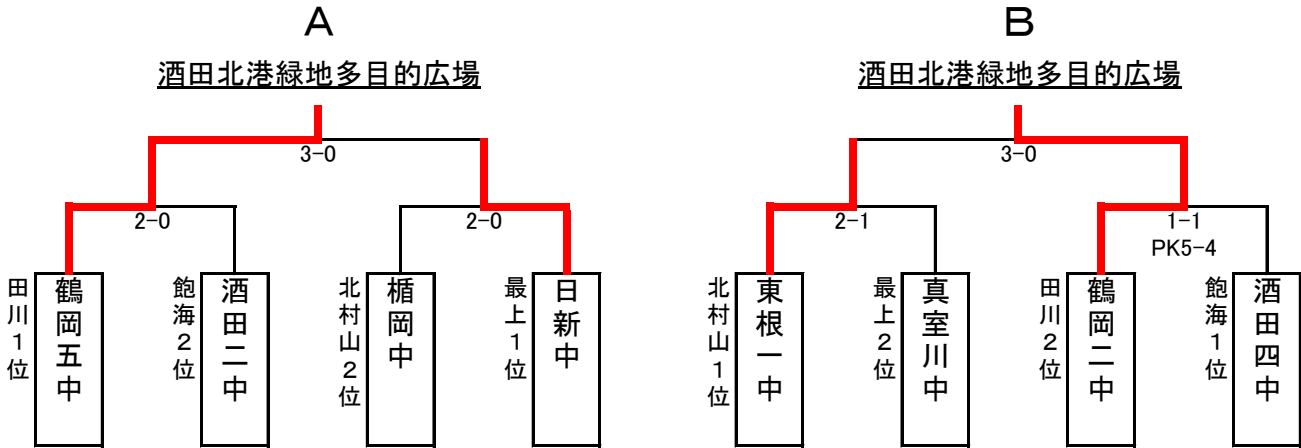 A
酒田北港緑地多目的広場
3-0
2-0
2-0
田川1位
鶴岡五中
飽海2位
酒田二中
北村山2位
楯岡中
最上1位
日新中
B
酒田北港緑地多目的広場
3-0
2-1
1-1
PK5-4
北村山1位
東根一中
最上2位
真室川中
田川2位
鶴岡二中
飽海1位
酒田四中